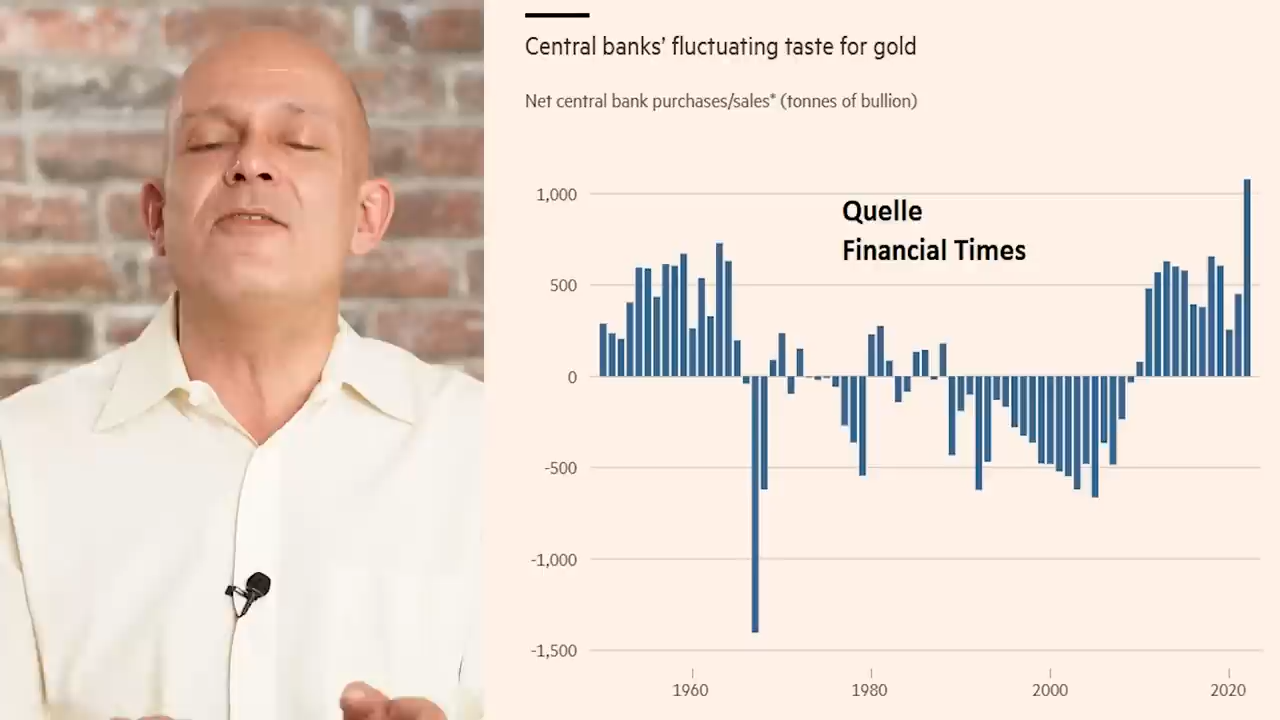 Central banks’ fluctuating taste for gold
Net central bank purchases/sales* (tonnes of bullion)
Quelle
Financial Times
1,000
500
0
-500
-1,000
-1,500
1960
1980
2000
2020